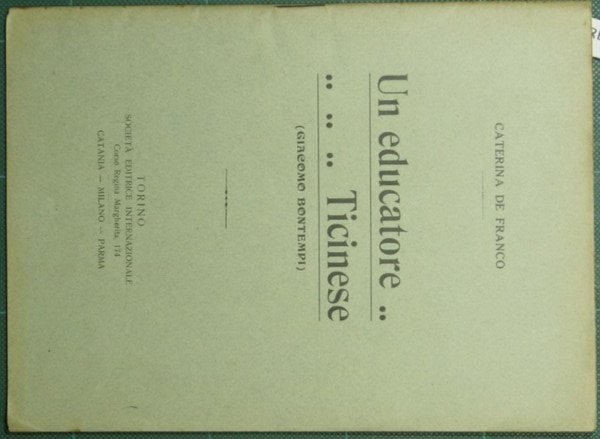 CATERINA DE FRANCO
Un educatore ..
.. .. .. Ticinese
(GIACOMO BONTEMPI)
TORINO
SOCIETÀ EDITRICE INTERNAZIONALE
Corso Regina Margherita, 174
CATANIA — MILANO — PARMA